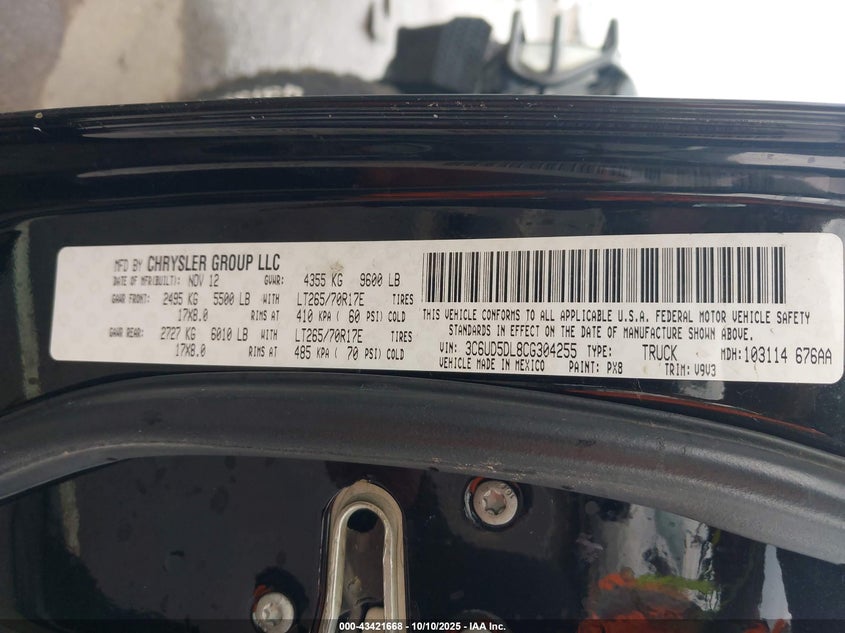 MFD BY CHRYSLER GROUP LLC
DATE OF MFR(BUILT): NOV 12 GVWR: 4355 KG 9600 LB
GAWR FRONT: 2495 KG 5500 LB WITH LT265/70R17E TIRES
17X8.0 RIMS AT 410 KPA ( 60 PSI) COLD
GAWR REAR: 2727 KG 6010 LB WITH LT265/70R17E TIRES
17X8.0 RIMS AT 485 KPA ( 70 PSI) COLD
THIS VEHICLE CONFORMS TO ALL APPLICABLE U.S.A. FEDERAL MOTOR VEHICLE SAFETY
STANDARDS IN EFFECT ON THE DATE OF MANUFACTURE SHOWN ABOVE.
VIN: 3C6UD5DL8CG304255 TYPE: TRUCK MDH: 103114 676AA
VEHICLE MADE IN MEXICO PAINT: PX8 TRIM: V9V3
000-43421668 - 10/10/2025 - IAA Inc.